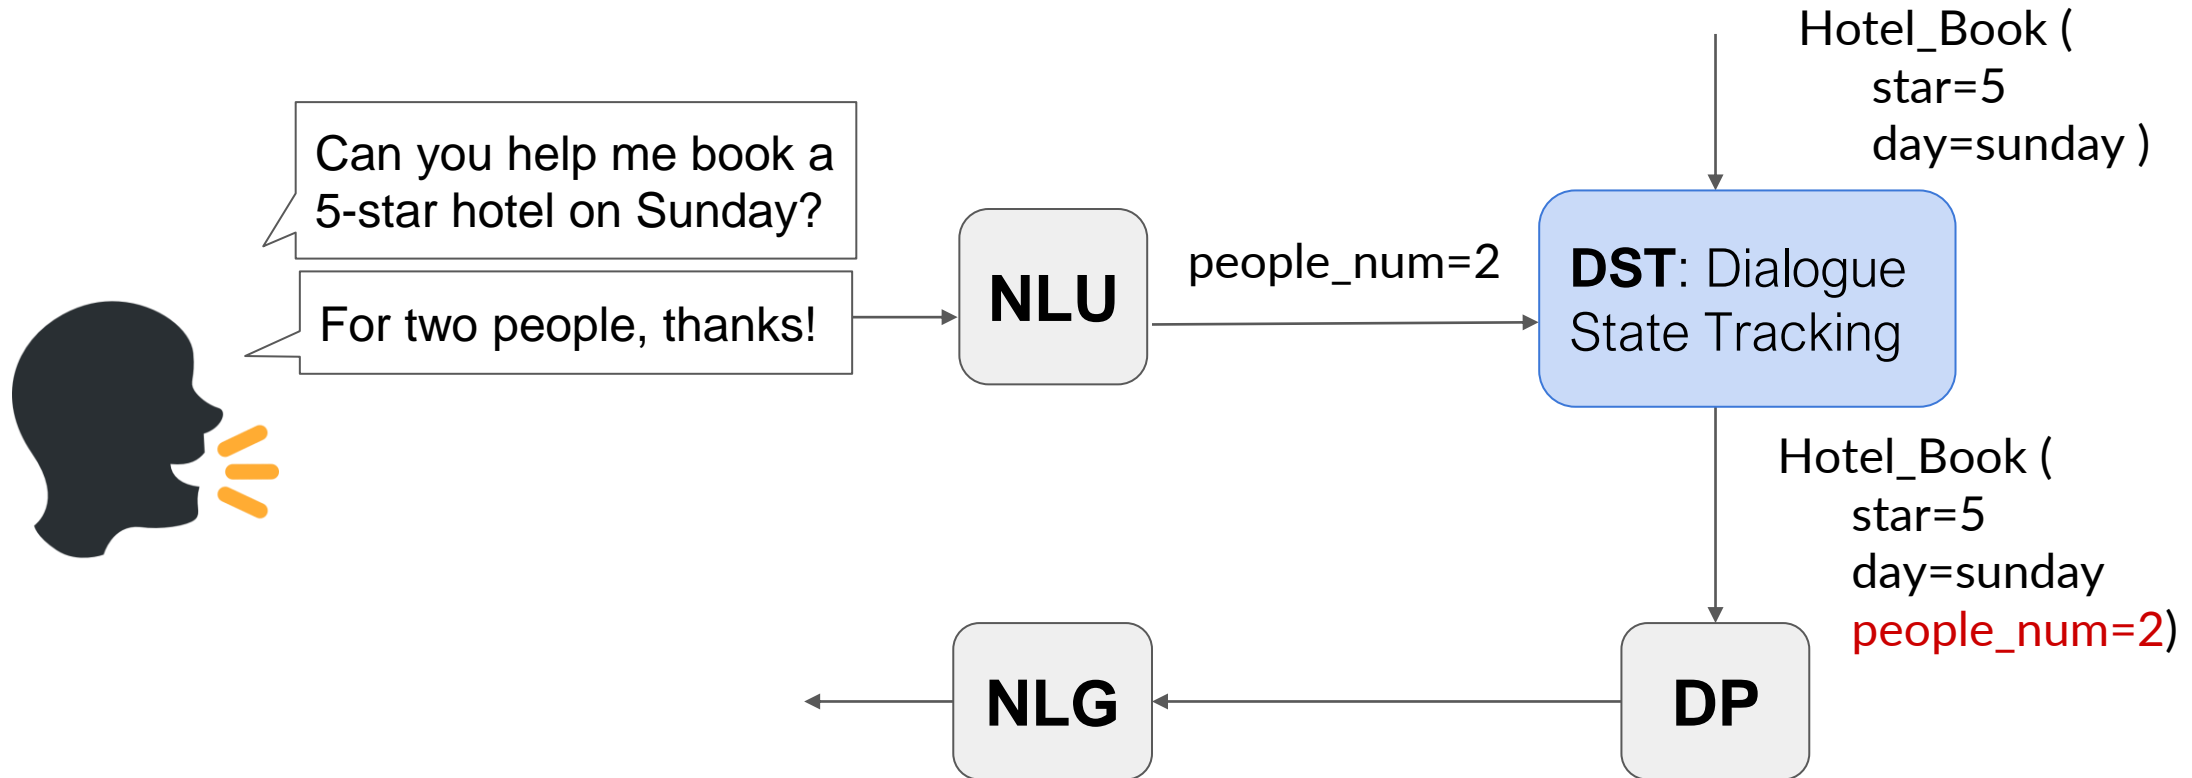 Can you help me book a
5-star hotel on Sunday?
For two people, thanks!
NLU
people_num=2
Hotel_Book (
star=5
day=sunday )
DST: Dialogue
State Tracking
Hotel_Book (
star=5
day=sunday
people_num=2)
DP
NLG